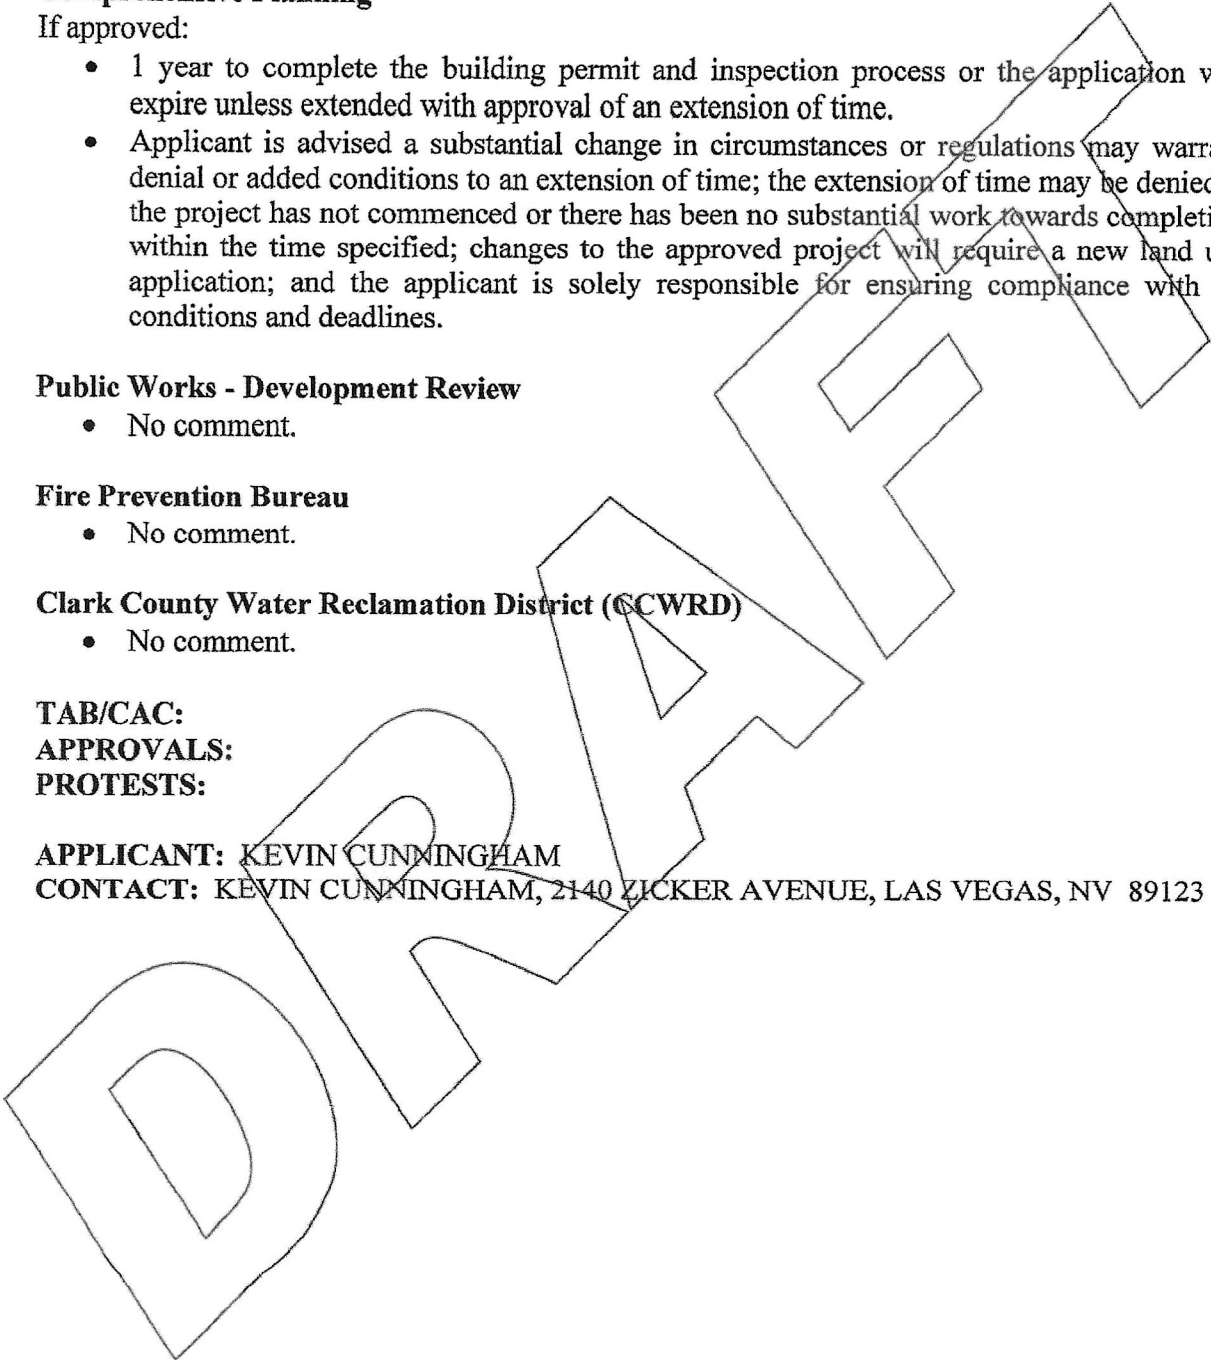 If approved:
• 1 year to complete the building permit and inspection process or the application
expire unless extended with approval of an extension of time.
• Applicant is advised a substantial change in circumstances or regulations may
denial or added conditions to an extension of time; the extension of time may be denied
the project has not commenced or there has been no substantial work towards
within the time specified; changes to the approved project will require a new land
application; and the applicant is solely responsible for ensuring compliance with
conditions and deadlines.
Public Works - Development Review
• No comment.
Fire Prevention Bureau
• No comment.
Clark County Water Reclamation District (CCWRD)
• No comment.
TAB/CAC:
APPROVALS:
PROTESTS:
APPLICANT: KEVIN CUNNINGHAM
CONTACT: KEVIN CUNNINGHAM, 2140 ZICKER AVENUE, LAS VEGAS, NV 89123
DRAFT